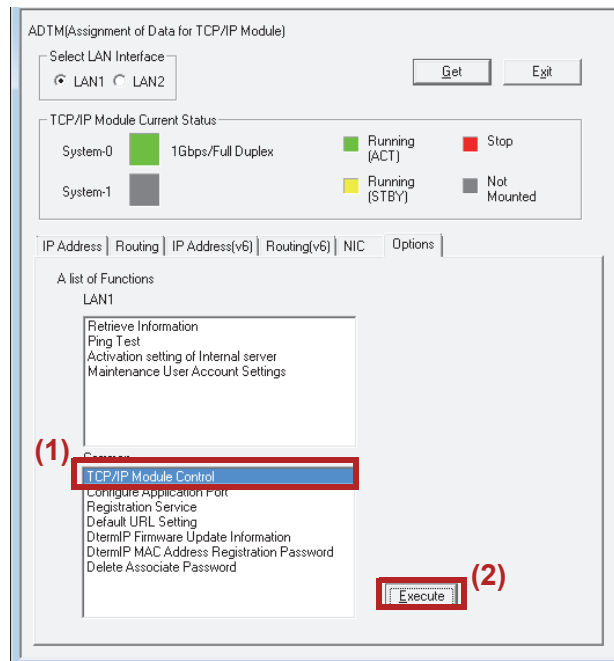 ADTM(Assignment of Data for TCP/IP Module)
Select LAN Interface
LAN1 LAN2
Get Exit
TCP/IP Module Current Status
System-0 1Gbps/Full Duplex
Running (ACT)
Stop
System-1
Running (STBY)
Not Mounted
IP Address Routing IP Address(v6) Routing(v6) NIC Options
A list of Functions
LAN1
Retrieve Information
Ping Test
Activation setting of Internal server
Maintenance User Account Settings
(1)
Common
TCP/IP Module Control
Configure Application Port
Registration Service
Default URL Setting
DtermIP Firmware Update Information
DtermIP MAC Address Registration Password
Delete Associate Password
(2)
Execute